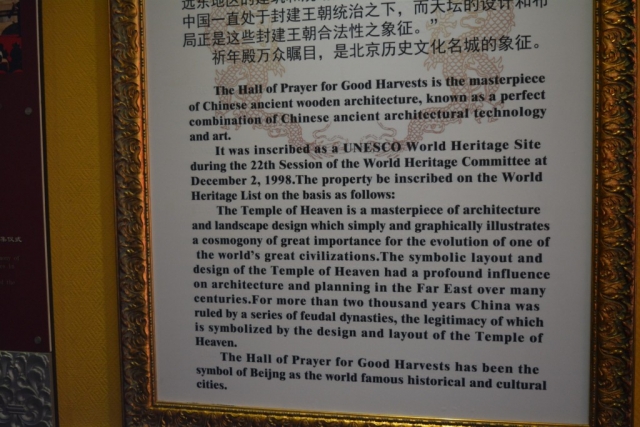 远东地区的建筑和规
中国一直处于封建王朝统治之下，而天坛的设计和布
局正是这些封建王朝合法性之象征。”
祈年殿万众瞩目，是北京历史文化名城的象征。
The Hall of Prayer for Good Harvests is the masterpiece
of Chinese ancient wooden architecture, known as a perfect
combination of Chinese ancient architectural technology
and art.
It was inscribed as a UNESCO World Heritage Site
during the 22th Session of the World Heritage Committee at
December 2, 1998.The property be inscribed on the World
Heritage List on the basis as follows:
The Temple of Heaven is a masterpiece of architecture
and landscape design which simply and graphically illustrates
a cosmogony of great importance for the evolution of one of
the world's great civilizations.The symbolic layout and
design of the Temple of Heaven had a profound influence
on architecture and planning in the Far East over many
centuries.For more than two thousand years China was
ruled by a series of feudal dynasties, the legitimacy of which
is symbolized by the design and layout of the Temple of
Heaven.
The Hall of Prayer for Good Harvests has been the
symbol of Beijng as the world famous historical and cultural
cities.